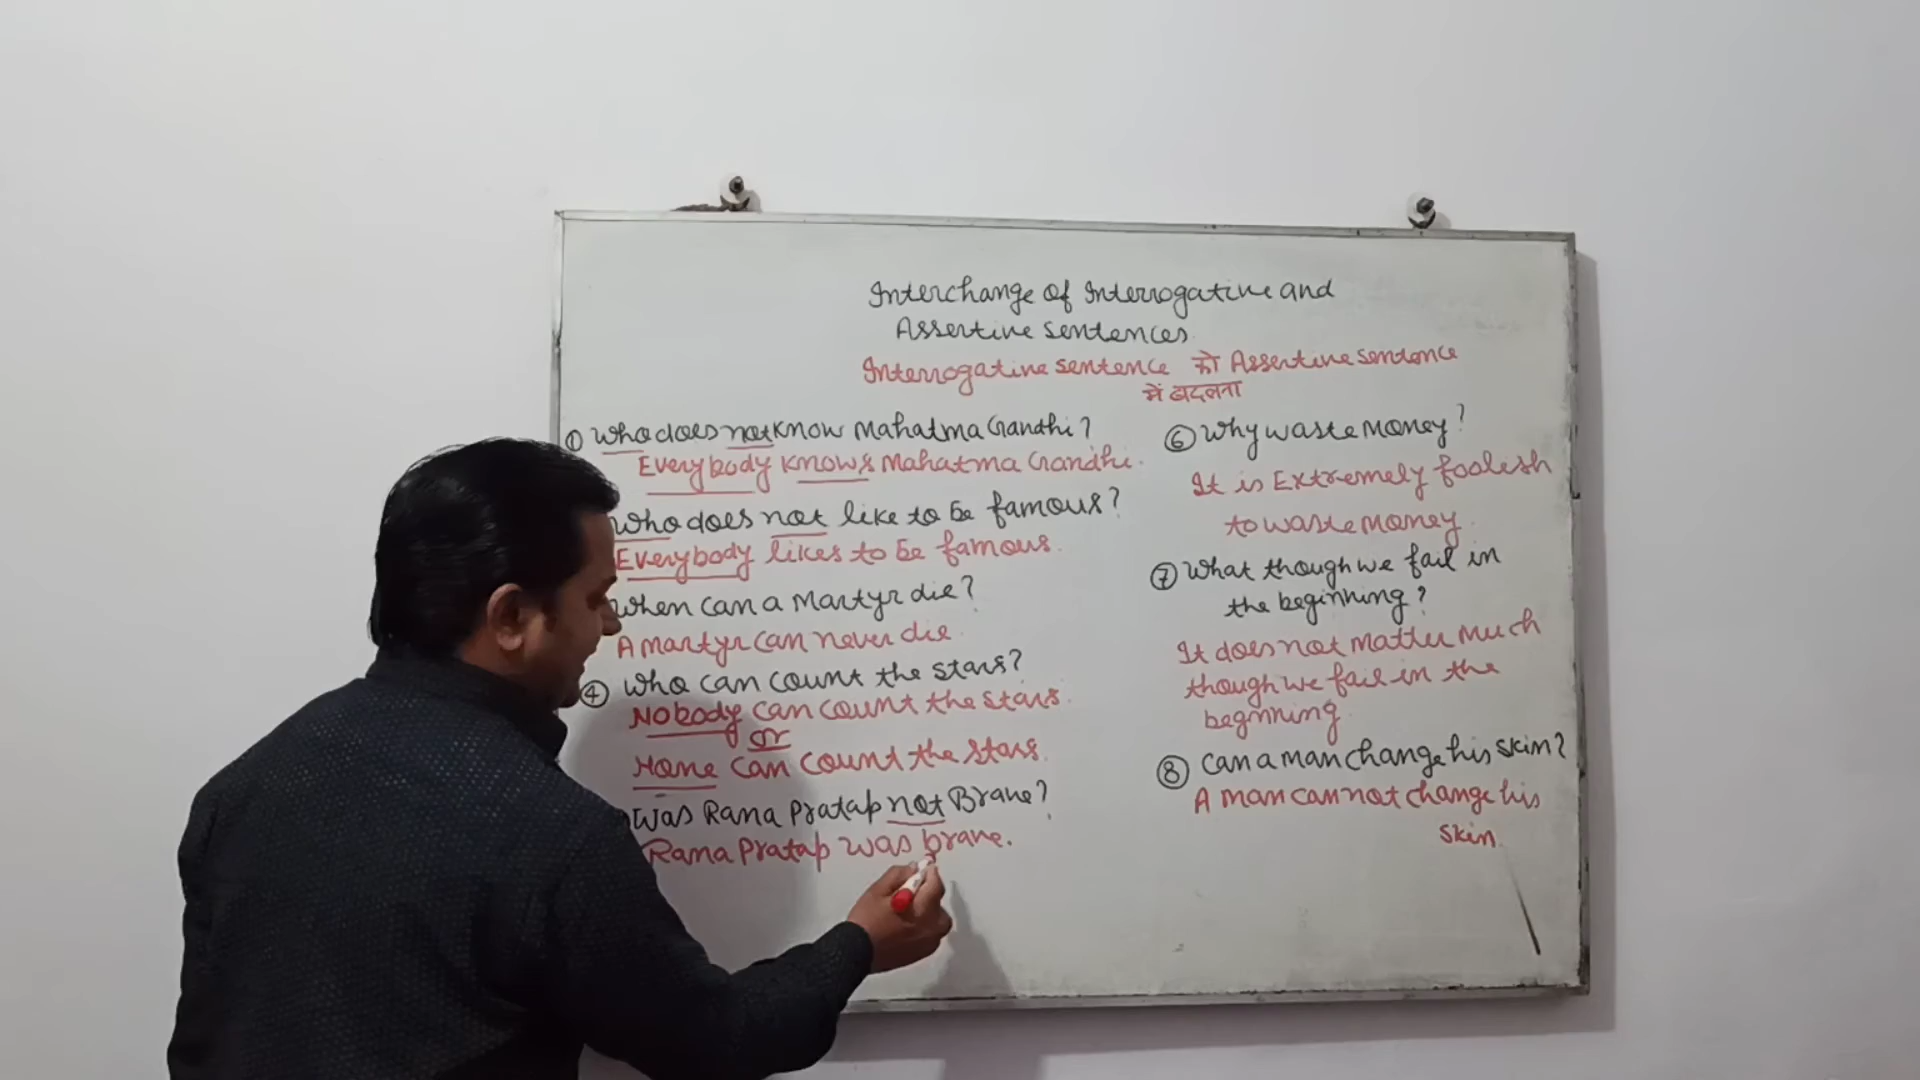 Interchange of Interrogative and
Assertive sentences.
Interrogative sentence को Assertive sentence
में बदलना
① Who does not know Mahatma Gandhi?
Everybody knows Mahatma Gandhi.
Who does not like to be famous?
Everybody likes to be famous.
When can a Martyr die?
A martyr can never die.
④ Who can count the stars?
Nobody can count the stars.
or
None can count the stars.
Was Rana Pratap not Brave?
Rana Pratap was brave.
⑥ Why waste Money?
It is Extremely foolish
to waste Money.
⑦ What though we fail in
the beginning?
It does not matter Much
though we fail in the
beginning.
⑧ Can a man change his skin?
A man can not change his
skin.